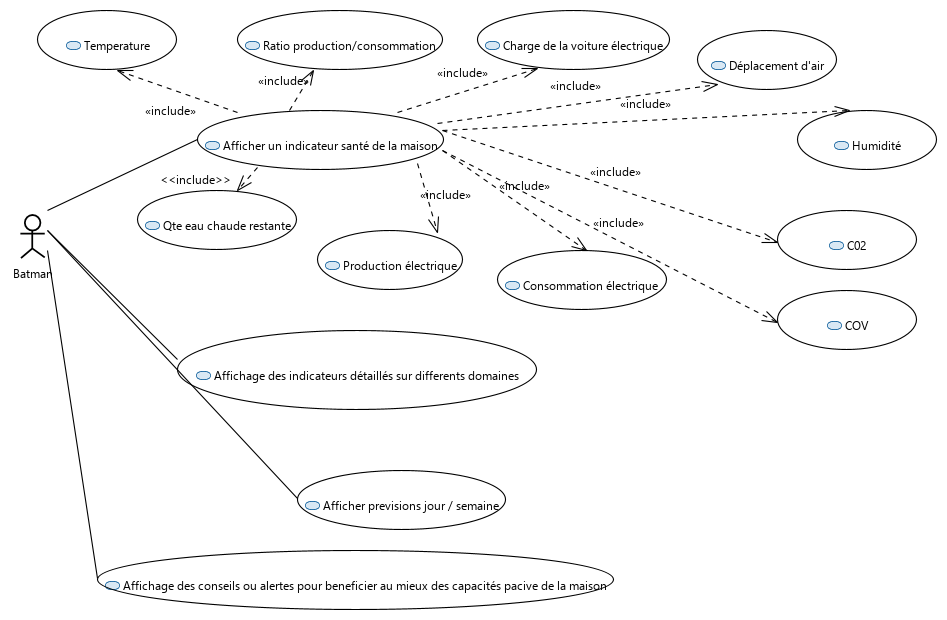 Temperature
Ratio production/consommation
Charge de la voiture électrique
Déplacement d'air
«include»
«include»
«include»
«include»
«include»
Afficher un indicateur santé de la maison
Humidité
<<include>>
«include»
«include»
«include»
Qte eau chaude restante
«include»
C02
Batman
Production électrique
Consommation électrique
COV
Affichage des indicateurs détaillés sur differents domaines
Afficher previsions jour / semaine
Affichage des conseils ou alertes pour beneficier au mieux des capacités pacive de la maison